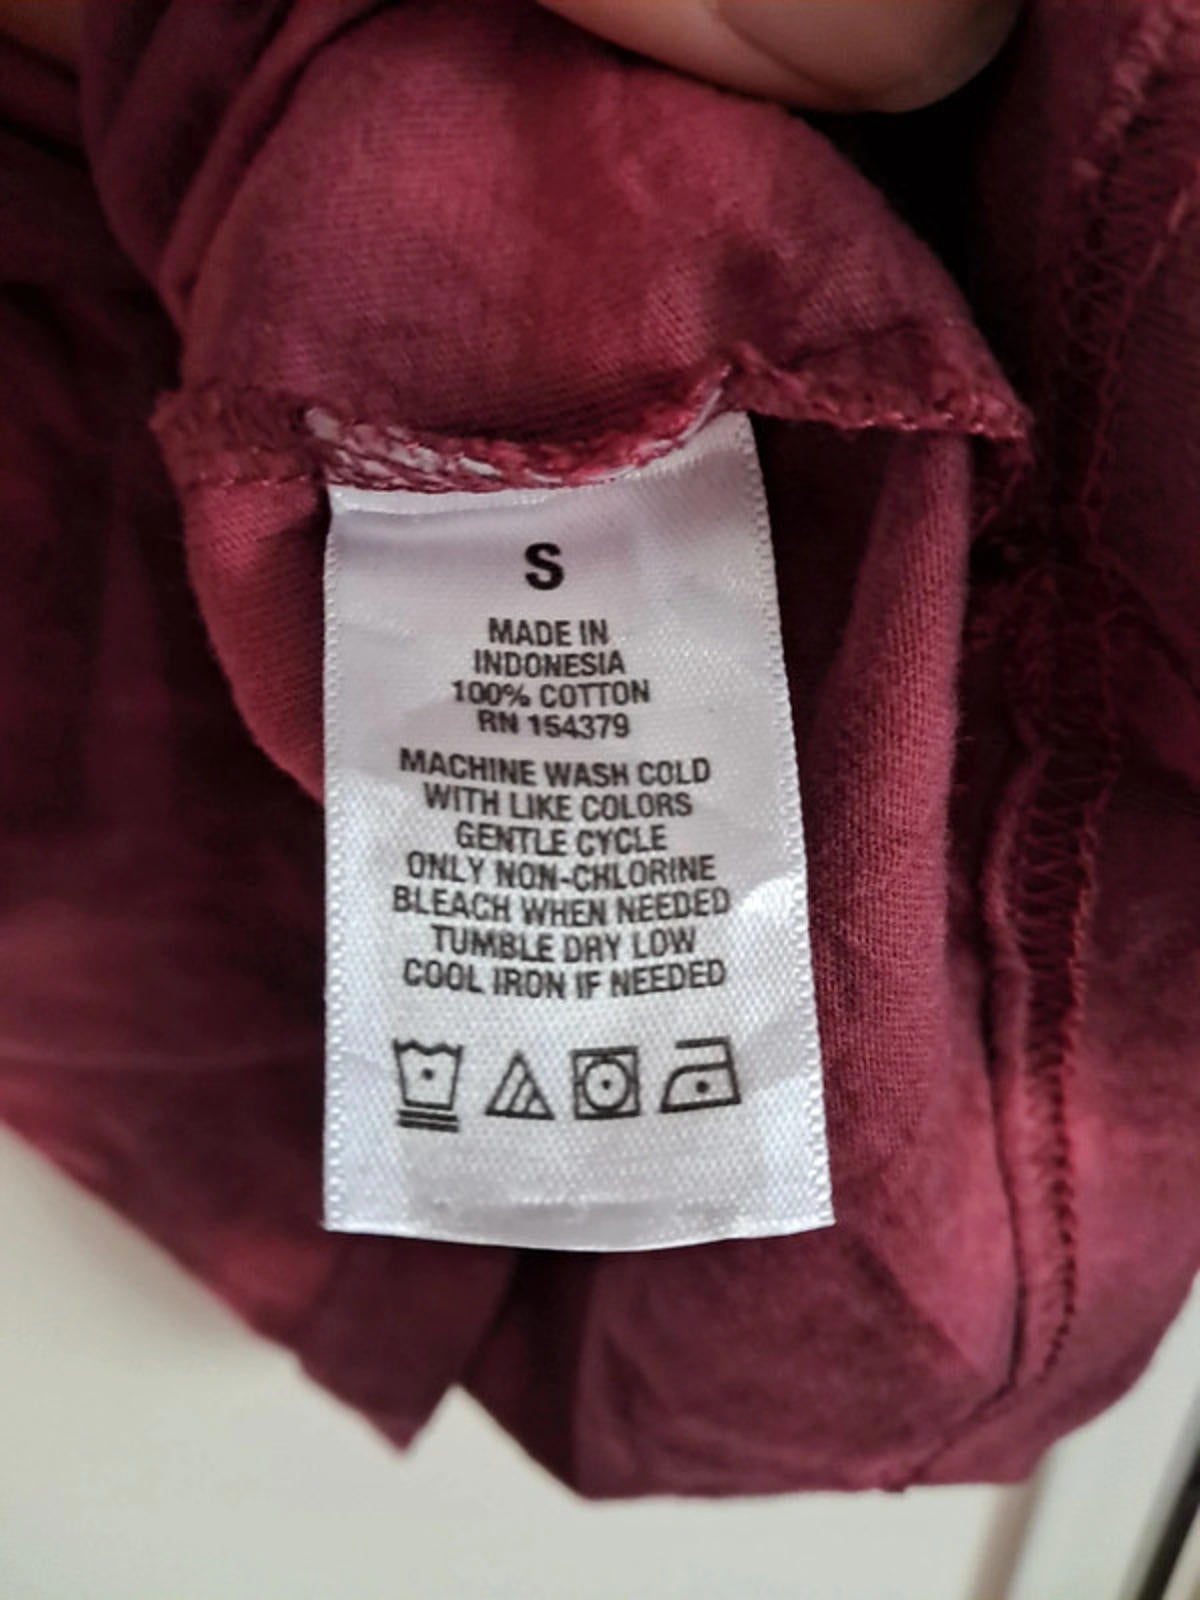 S
MADE IN
INDONESIA
100% COTTON
RN 154379
MACHINE WASH COLD
WITH LIKE COLORS
GENTLE CYCLE
ONLY NON-CHLORINE
BLEACH WHEN NEEDED
TUMBLE DRY LOW
COOL IRON IF NEEDED